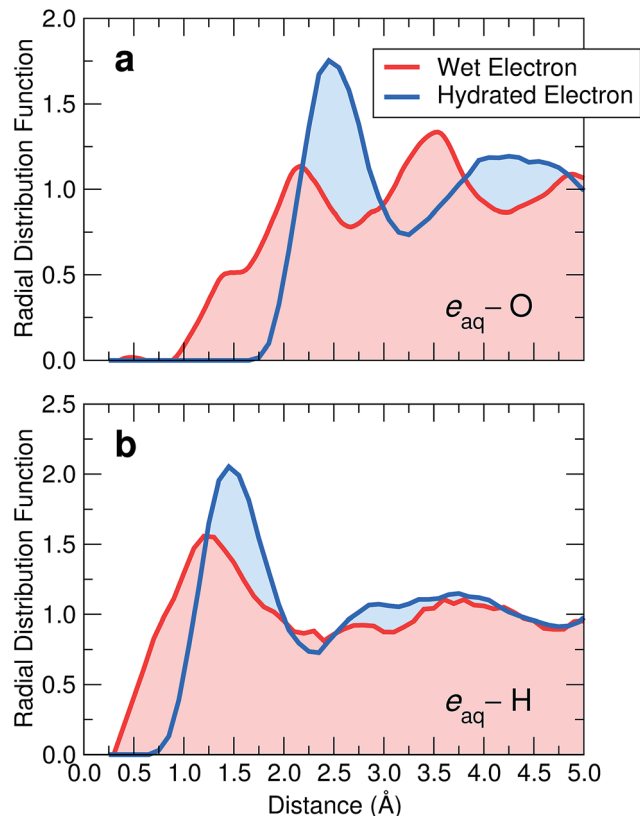 2.0
1.5
1.0
0.5
0.0
Radial Distribution Function
a
Wet Electron
Hydrated Electron
eaq– O
2.5
2.0
1.5
1.0
0.5
0.0
Radial Distribution Function
b
eaq– H
0.0 0.5 1.0 1.5 2.0 2.5 3.0 3.5 4.0 4.5 5.0
Distance (Å)